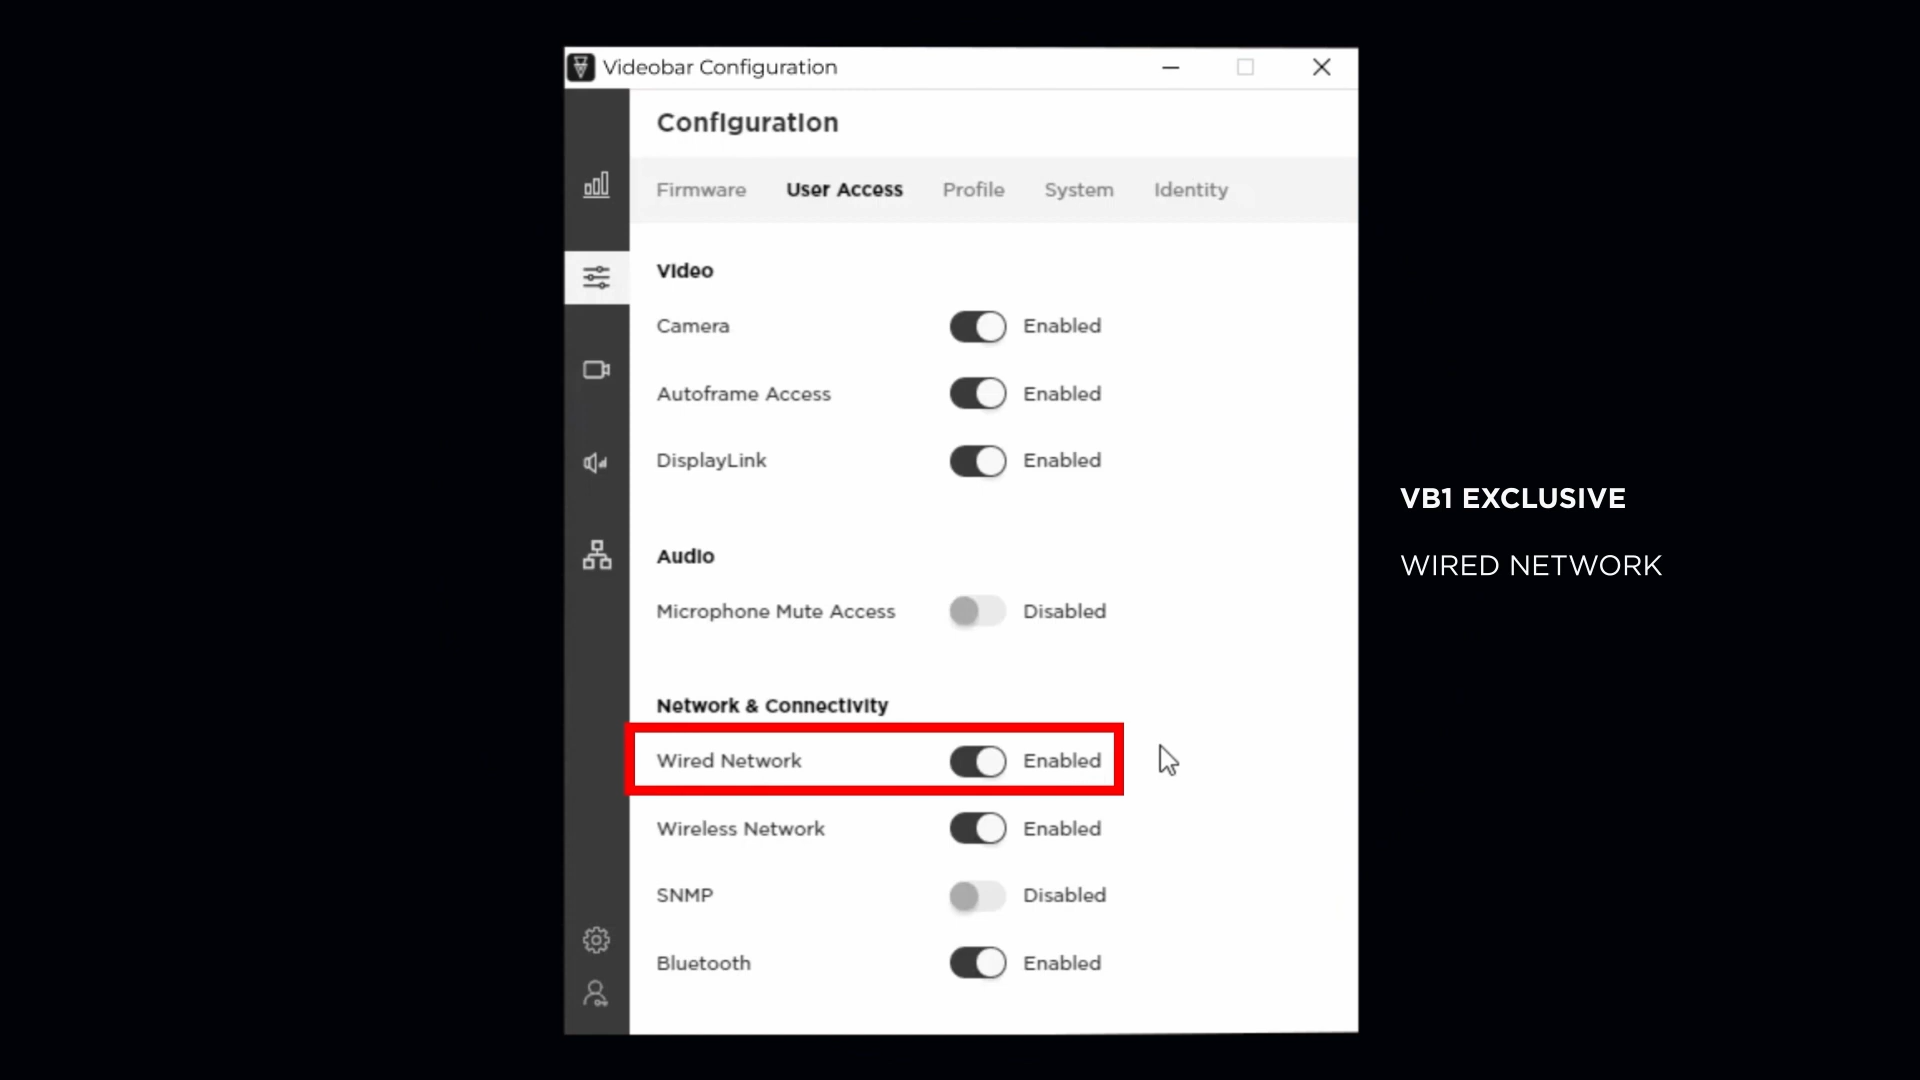 Videobar Configuration
Configuration
Firmware User Access Profile System Identity
Video
Camera Enabled
Autoframe Access Enabled
DisplayLink Enabled
Audio
Microphone Mute Access Disabled
Network & Connectivity
Wired Network Enabled
Wireless Network Enabled
SNMP Disabled
Bluetooth Enabled
VB1 EXCLUSIVE
WIRED NETWORK